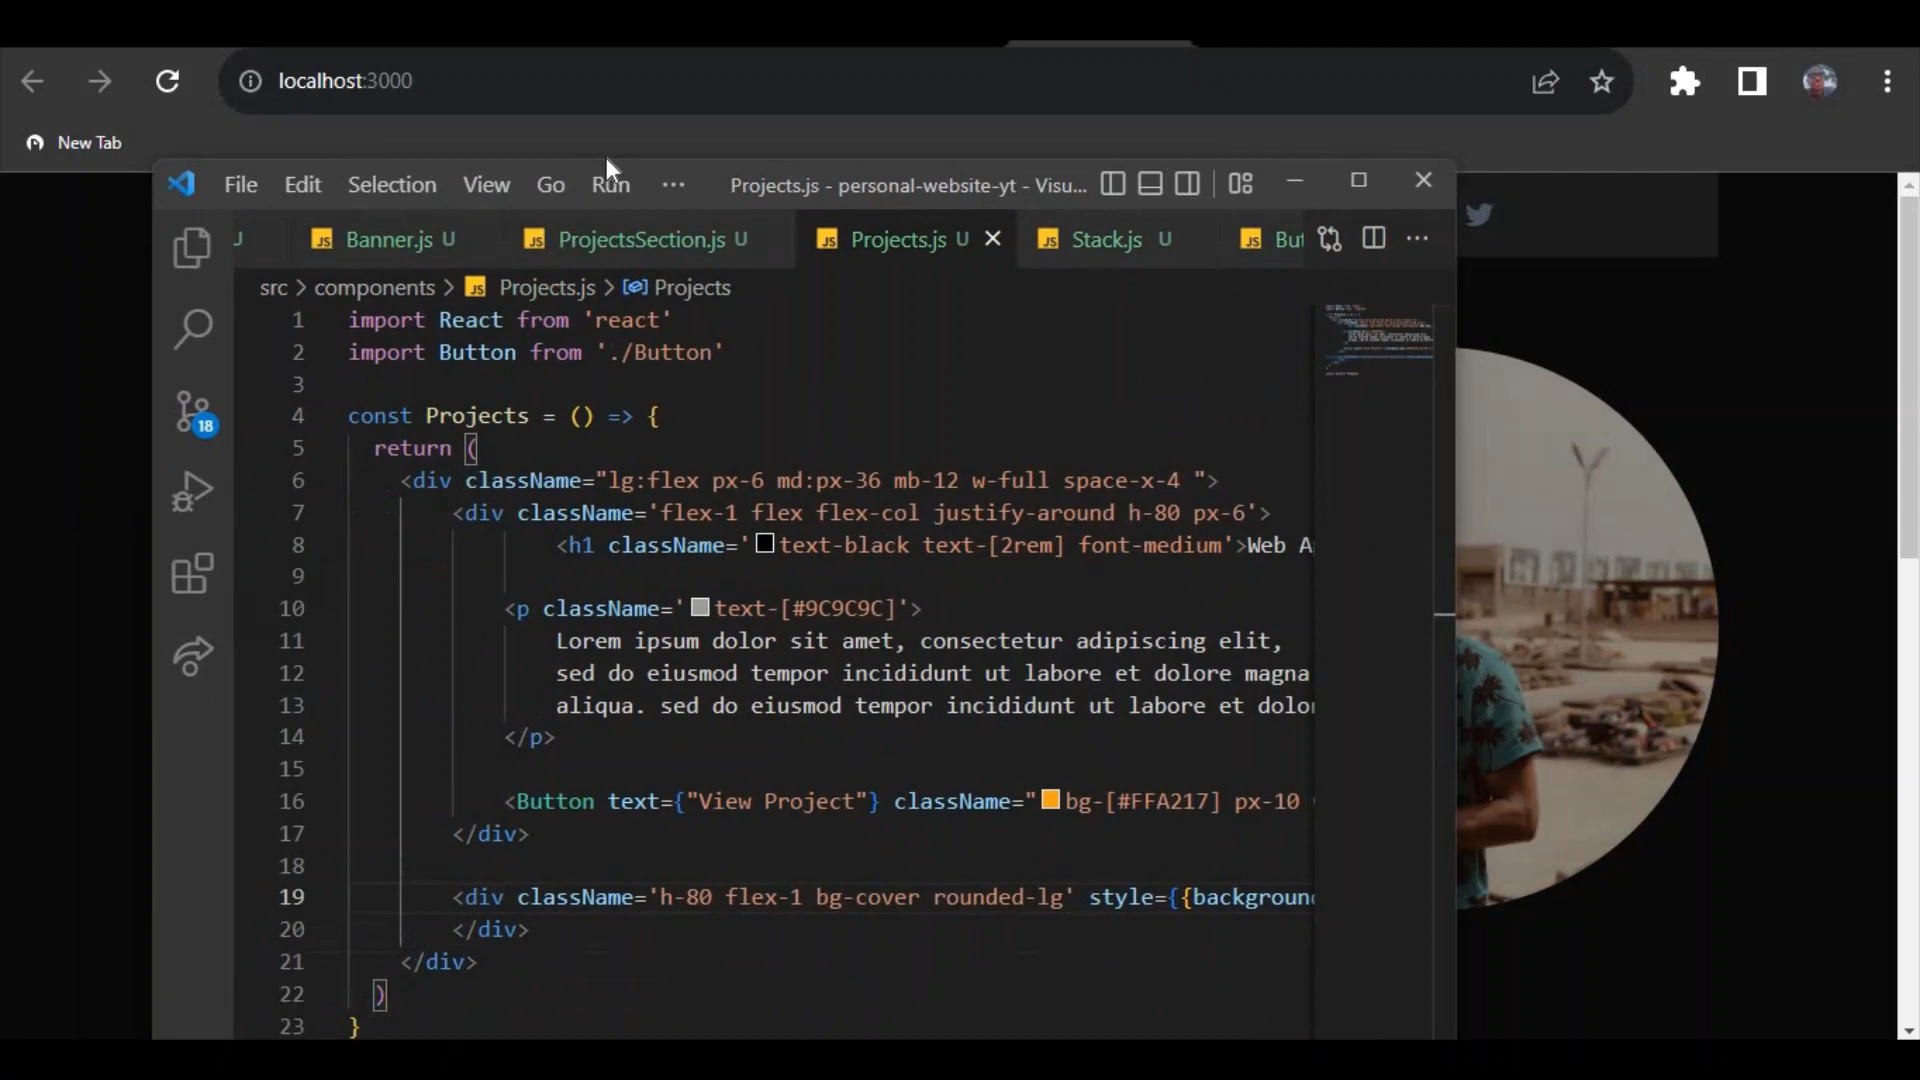 localhost:3000
New Tab
File Edit Selection View Go Run ··· Projects.js - personal-website-yt - Visu...
Banner.js U ProjectsSection.js U Projects.js U Stack.js U But
src > components > JS Projects.js > Projects
1 import React from 'react'
2 import Button from './Button'
3
4 const Projects = () => {
5 return (
6 <div className="lg:flex px-6 md:px-36 mb-12 w-full space-x-4 ">
7 <div className='flex-1 flex flex-col justify-around h-80 px-6'>
8 <h1 className='text-black text-[2rem] font-medium'>Web A
9
10 <p className='text-[#9C9C9C]'>
11 Lorem ipsum dolor sit amet, consectetur adipiscing elit,
12 sed do eiusmod tempor incididunt ut labore et dolore magna
13 aliqua. sed do eiusmod tempor incididunt ut labore et dolor
14 </p>
15
16 <Button text={"View Project"} className="bg-[#FFA217] px-10
17 </div>
18
19 <div className='h-80 flex-1 bg-cover rounded-lg' style={{background
20 </div>
21 </div>
22 )
23 }
18